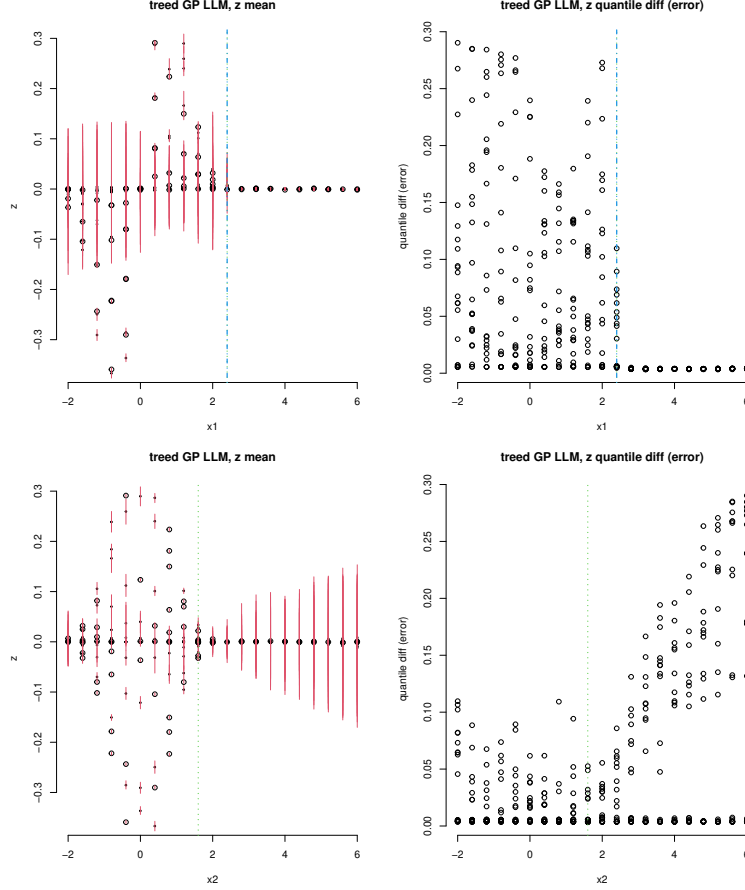 treed GP LLM, z mean
z
0.3
0.2
0.1
0.0
−0.1
−0.2
−0.3
−2 0 2 4 6
x1
treed GP LLM, z quantile diff (error)
quantile diff (error)
0.30
0.25
0.20
0.15
0.10
0.05
0.00
−2 0 2 4 6
x1
treed GP LLM, z mean
z
0.3
0.2
0.1
0.0
−0.1
−0.2
−0.3
−2 0 2 4 6
x2
treed GP LLM, z quantile diff (error)
quantile diff (error)
0.30
0.25
0.20
0.15
0.10
0.05
0.00
−2 0 2 4 6
x2